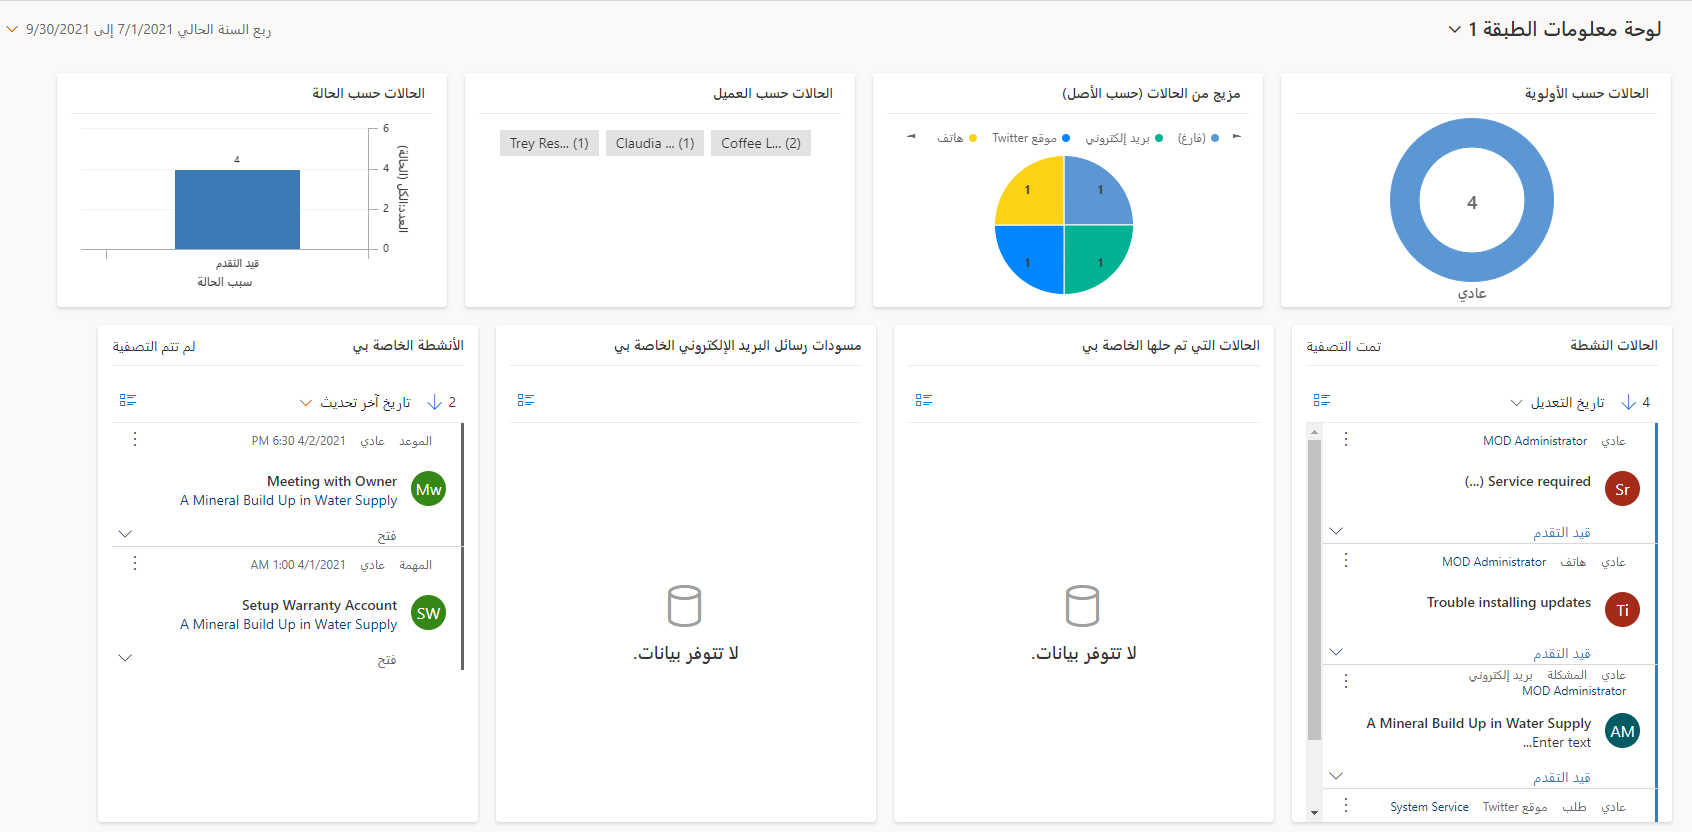 لوحة معلومات الطبقة 1
ربع السنة الحالي 7/1/2021 إلى 9/30/2021
الحالات حسب الأولوية
4
عادي
مزيج من الحالات (حسب الأصل)
(فارغ) بريد إلكتروني موقع Twitter هاتف
1 1
1 1
الحالات حسب العميل
Coffee L... (2) Claudia ... (1) Trey Res... (1)
الحالات حسب الحالة
العدد:الكل (الحالة)
6
4
2
0
4
قيد التقدم
سبب الحالة
الحالات النشطة تمت التصفية
4 تاريخ التعديل
عادي MOD Administrator
Sr
Service required (...)
قيد التقدم
عادي هاتف MOD Administrator
Ti
Trouble installing updates
قيد التقدم
عادي المشكلة بريد إلكتروني
MOD Administrator
AM
A Mineral Build Up in Water Supply
...Enter text
قيد التقدم
عادي طلب موقع Twitter System Service
الحالات التي تم حلها الخاصة بي
لا تتوفر بيانات.
مسودات رسائل البريد الإلكتروني الخاصة بي
لا تتوفر بيانات.
الأنشطة الخاصة بي لم تتم التصفية
2 تاريخ آخر تحديث
الموعد عادي 4/2/2021 6:30 PM
Mw
Meeting with Owner
A Mineral Build Up in Water Supply
فتح
المهمة عادي 4/1/2021 1:00 AM
SW
Setup Warranty Account
A Mineral Build Up in Water Supply
فتح